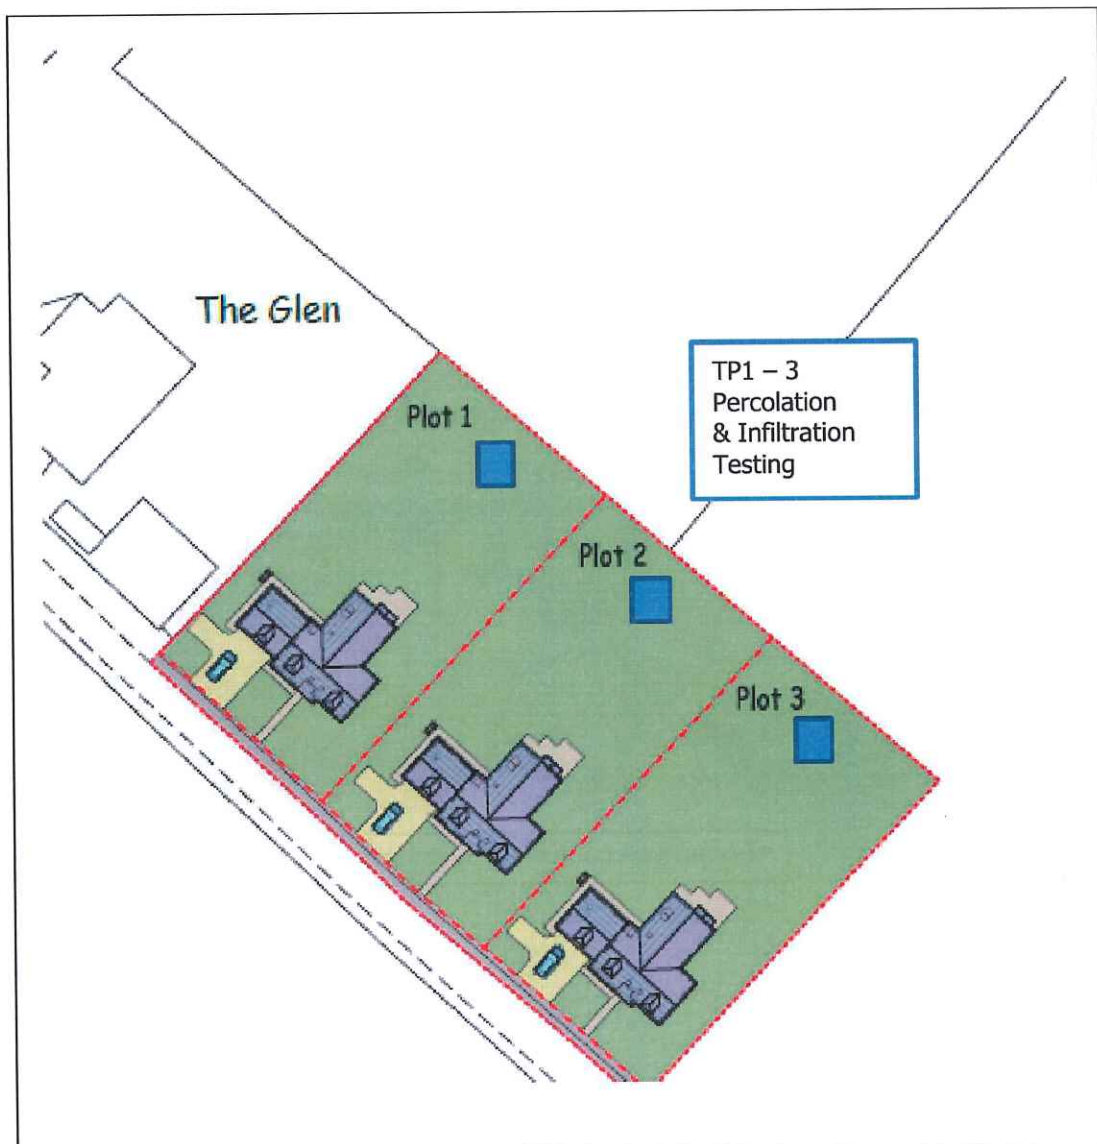 The Glen
TP1 – 3
Percolation
& Infiltration
Testing
Plot 1
Plot 2
Plot 3